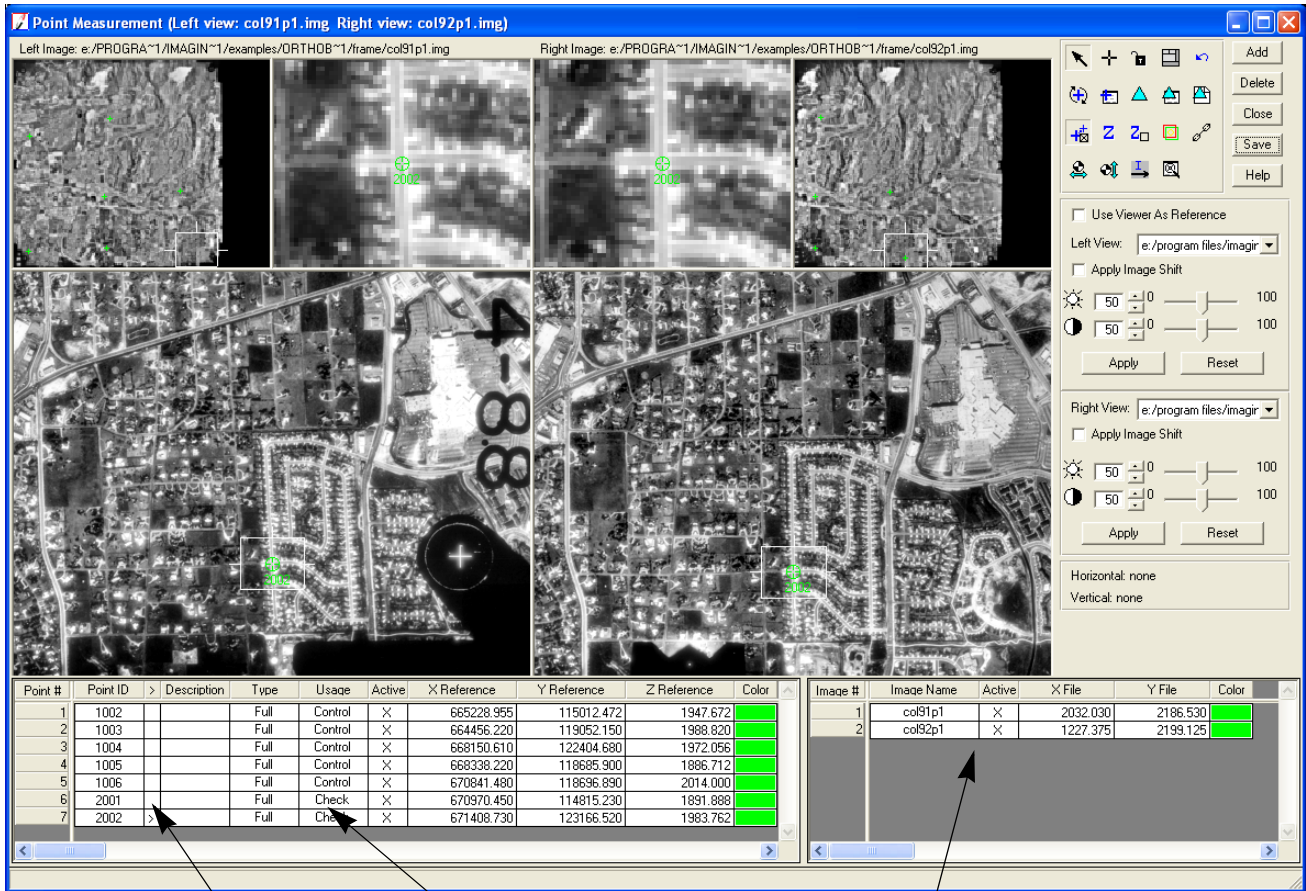 Point Measurement (Left view: col91p1.img Right view: col92p1.img)
Left Image: e:/PROGRA~1/IMAGIN~1/examples/ORTHOB~1/frame/col91p1.img
Right Image: e:/PROGRA~1/IMAGIN~1/examples/ORTHOB~1/frame/col92p1.img
2002
2002
4-8-8
2002
2002
Add
Delete
Close
Save
Help
Use Viewer As Reference
Left View: e:/program files/imagir
Apply Image Shift
50 0 100
50 0 100
Apply Reset
Right View: e:/program files/imagir
Apply Image Shift
50 0 100
50 0 100
Apply Reset
Horizontal: none
Vertical: none
Point # Point ID > Description Type Usage Active X Reference Y Reference Z Reference Color
1 1002 Full Control X 665228.955 115012.472 1947.672
2 1003 Full Control X 664456.220 119052.150 1988.820
3 1004 Full Control X 668150.610 122404.680 1972.056
4 1005 Full Control X 668338.220 118685.900 1886.712
5 1006 Full Control X 670841.480 118696.890 2014.000
6 2001 Full Check X 670970.450 114815.230 1891.888
7 2002 > Full Check X 671408.730 123166.520 1983.762
Image # Image Name Active X File Y File Color
1 col91p1 X 2032.030 2186.530
2 col92p1 X 1227.375 2199.125